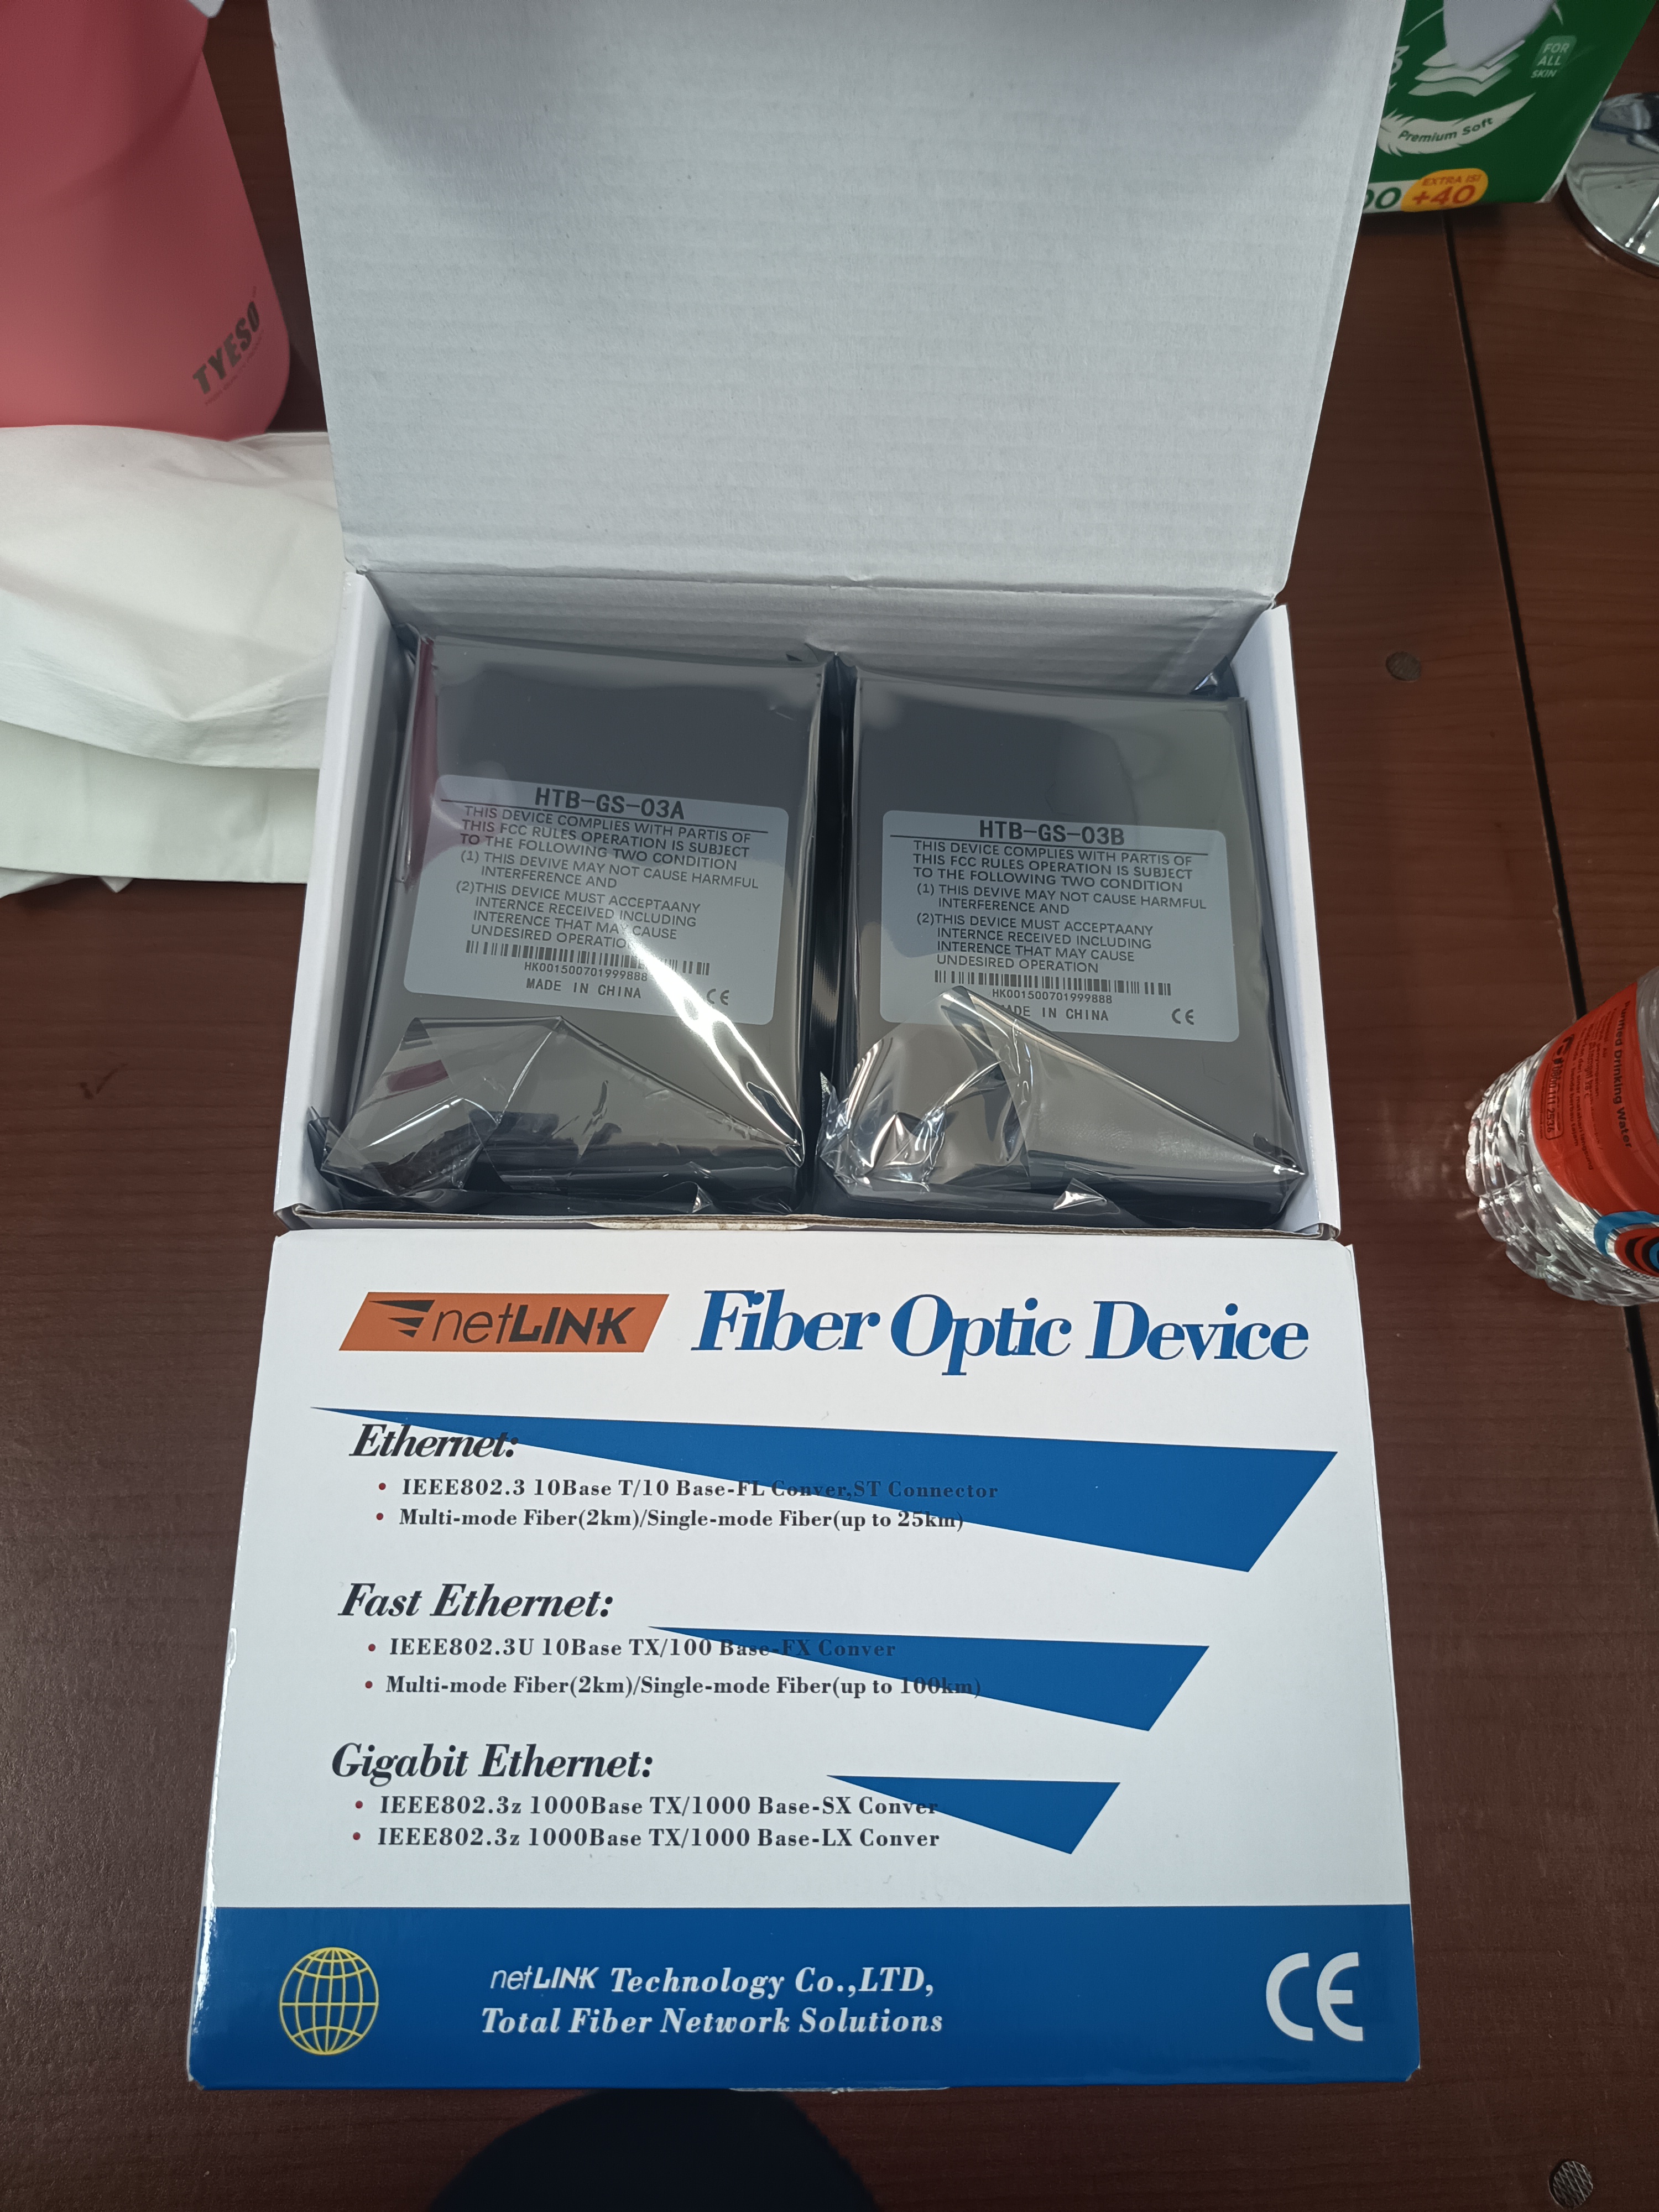 FOR
ALL
SKIN
Premium Soft
EXTRA ISI
+40
TYESO
HTB-GS-03A
THIS DEVICE COMPLIES WITH PARTIS OF
THIS FCC RULES OPERATION IS SUBJECT
TO THE FOLLOWING TWO CONDITION
(1) THIS DEVIVE MAY NOT CAUSE HARMFUL
INTERFERENCE AND
(2)THIS DEVICE MUST ACCEPTAANY
INTERNCE RECEIVED INCLUDING
INTERENCE THAT MAY CAUSE
UNDESIRED OPERATION
HK001500701999888
MADE IN CHINA
CE
HTB-GS-03B
THIS DEVICE COMPLIES WITH PARTIS OF
THIS FCC RULES OPERATION IS SUBJECT
TO THE FOLLOWING TWO CONDITION
(1) THIS DEVIVE MAY NOT CAUSE HARMFUL
INTERFERENCE AND
(2)THIS DEVICE MUST ACCEPTAANY
INTERNCE RECEIVED INCLUDING
INTERENCE THAT MAY CAUSE
UNDESIRED OPERATION
HK001500701999888
MADE IN CHINA
CE
Drinking Water
netLINK Fiber Optic Device
Ethernet:
• IEEE802.3 10Base T/10 Base-FL Conver,ST Connector
• Multi-mode Fiber(2km)/Single-mode Fiber(up to 25km)
Fast Ethernet:
• IEEE802.3U 10Base TX/100 Base-FX Conver
• Multi-mode Fiber(2km)/Single-mode Fiber(up to 100km)
Gigabit Ethernet:
• IEEE802.3z 1000Base TX/1000 Base-SX Conver
• IEEE802.3z 1000Base TX/1000 Base-LX Conver
netLINK Technology Co.,LTD,
Total Fiber Network Solutions
CE